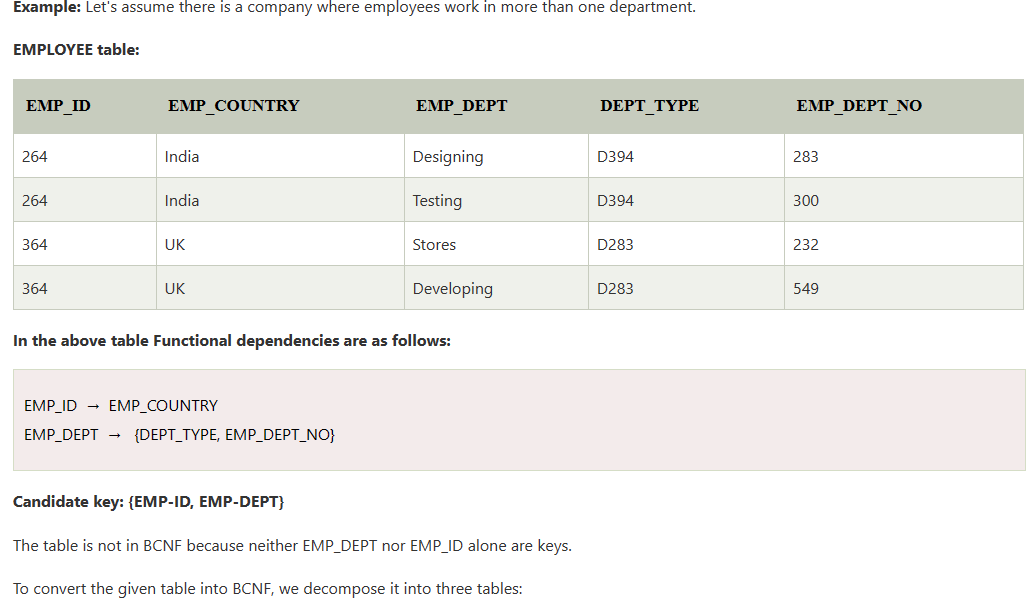 Example: Let's assume there is a company where employees work in more than one department.
EMPLOYEE table:
EMP_ID EMP_COUNTRY EMP_DEPT DEPT_TYPE EMP_DEPT_NO
264 India Designing D394 283
264 India Testing D394 300
364 UK Stores D283 232
364 UK Developing D283 549
In the above table Functional dependencies are as follows:
EMP_ID → EMP_COUNTRY
EMP_DEPT → {DEPT_TYPE, EMP_DEPT_NO}
Candidate key: {EMP-ID, EMP-DEPT}
The table is not in BCNF because neither EMP_DEPT nor EMP_ID alone are keys.
To convert the given table into BCNF, we decompose it into three tables: